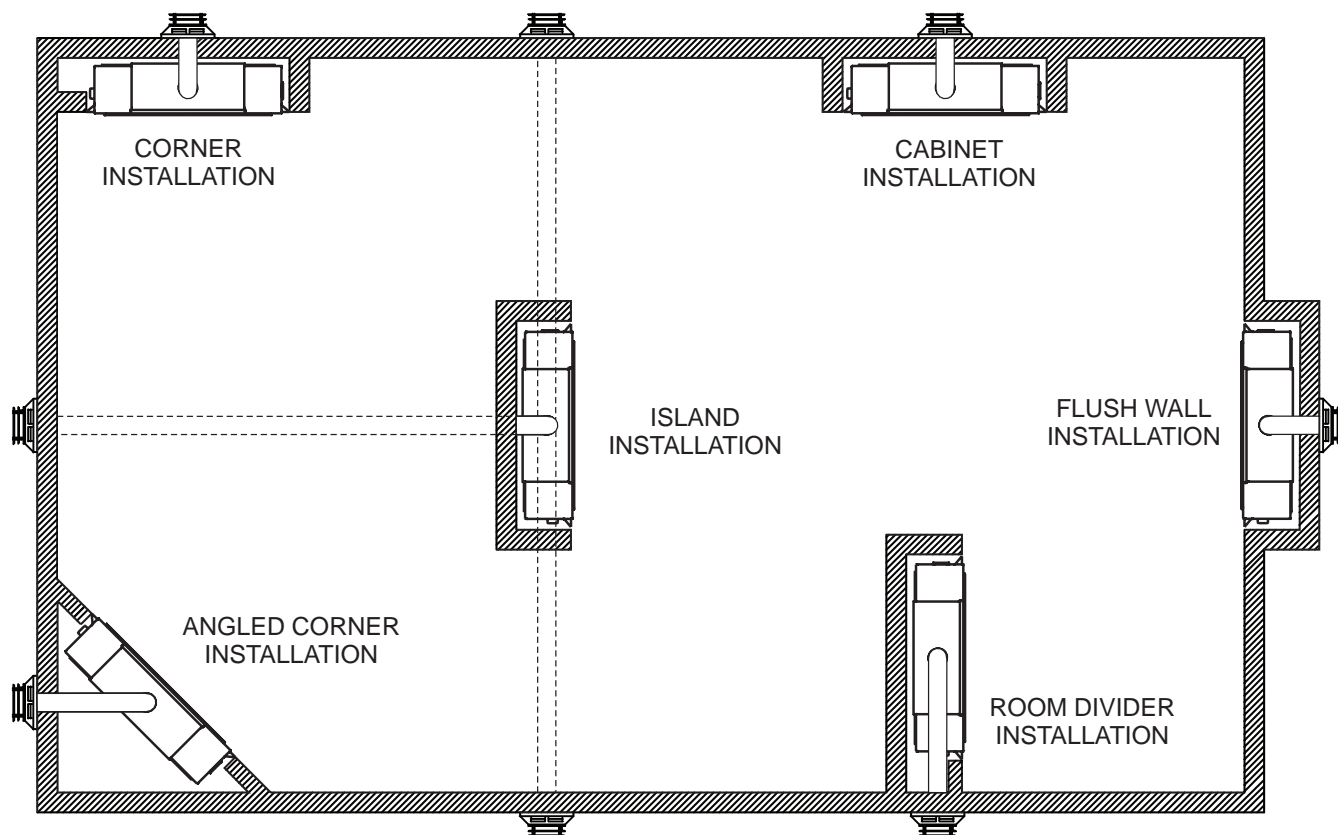 CORNER
INSTALLATION
CABINET
INSTALLATION
ISLAND
INSTALLATION
FLUSH WALL
INSTALLATION
ANGLED CORNER
INSTALLATION
ROOM DIVIDER
INSTALLATION